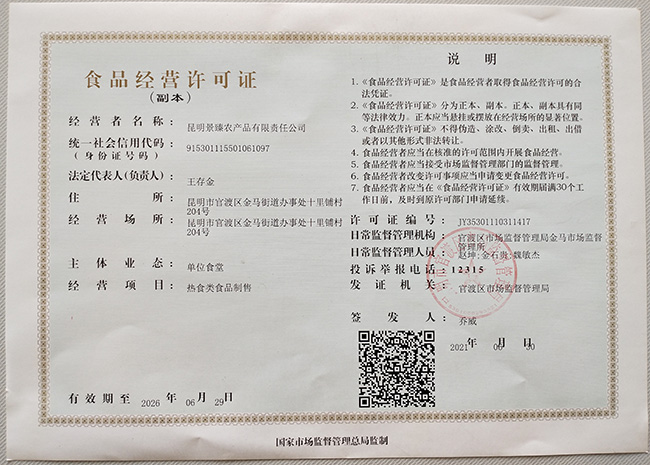 食品经营许可证
(副本)
经营者名称： 昆明景臻农产品有限责任公司
统一社会信用代码： 915301115501061097
(身份证号码)
法定代表人(负责人)： 王存金
住所： 昆明市官渡区金马街道办事处十里铺村
204号
经营场所： 昆明市官渡区金马街道办事处十里铺村
204号
主体业态： 单位食堂
经营项目： 热食类食品制售
有效期至 2026 年 06 月 29 日
说明
1. 《食品经营许可证》是食品经营者取得食品经营许可的合
法凭证。
2. 《食品经营许可证》分为正本、副本。正本、副本具有同
等法律效力。正本应当悬挂或摆放在经营场所的显著位置。
3. 《食品经营许可证》不得伪造、涂改、倒卖、出租、出借
或者以其他形式非法转让。
4. 食品经营者应当在核准的许可范围内开展食品经营。
5. 食品经营者应当接受市场监督管理部门的监督管理。
6. 食品经营者改变许可事项应当申请变更食品经营许可。
7. 食品经营者应当在《食品经营许可证》有效期届满30个工
作日前，及时到原许可部门申请延续。
许可证编号： JY35301110311417
日常监督管理机构： 官渡区市场监督管理局金马市场监督
管理所
日常监督管理人员： 赵坤;金石贵;魏敏杰
投诉举报电话：12315
发证机关： 官渡区市场监督管理局
签发人： 乔威
2021 年 06 月 30
国家市场监督管理总局监制